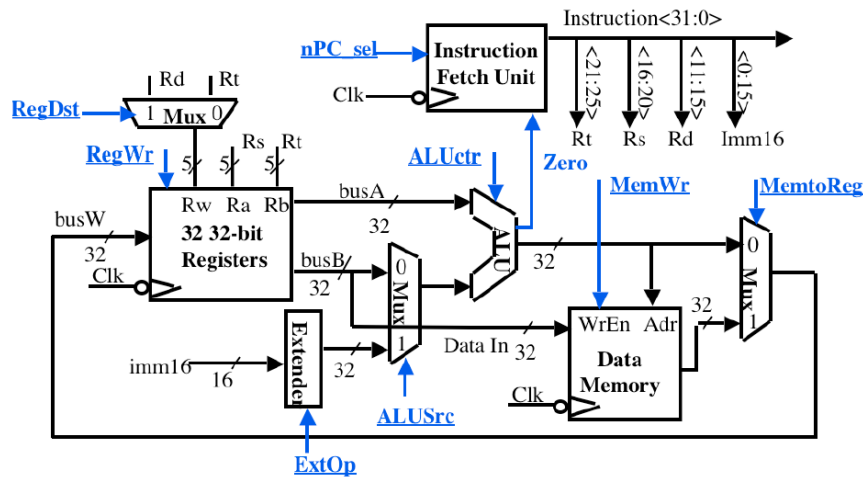 Instruction<31:0>
nPC_sel
Instruction
Fetch Unit
Clk
<21:25>
<16:20>
<11:15>
<0:15>
Rt
Rs
Rd
Imm16
Rd
Rt
RegDst
1 Mux 0
RegWr
5
5
5
Rs
Rt
ALUctr
Zero
MemWr
MemtoReg
busA
32
Rw Ra Rb
busW
32
32 32-bit
Registers
Clk
busB
32
0
Mux
1
ALU
32
0
Mux
1
32
WrEn Adr
Data In
32
Data
Memory
Clk
imm16
16
Extender
32
ALUSrc
ExtOp